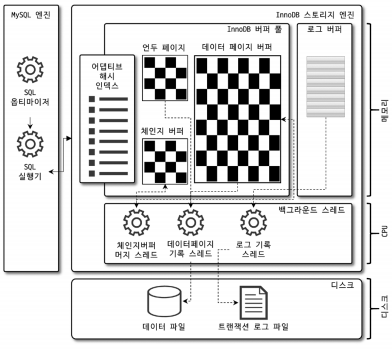 MySQL 엔진
InnoDB 스토리지 엔진
InnoDB 버퍼 풀
로그 버퍼
어댑티브
해시
인덱스
언두 페이지
데이터 페이지 버퍼
체인지 버퍼
SQL
옵티마이저
SQL
실행기
메모리
백그라운드 스레드
체인지버퍼
머지 스레드
데이터페이지
기록 스레드
로그 기록
스레드
CPU
디스크
데이터 파일
트랜잭션 로그 파일
디스크